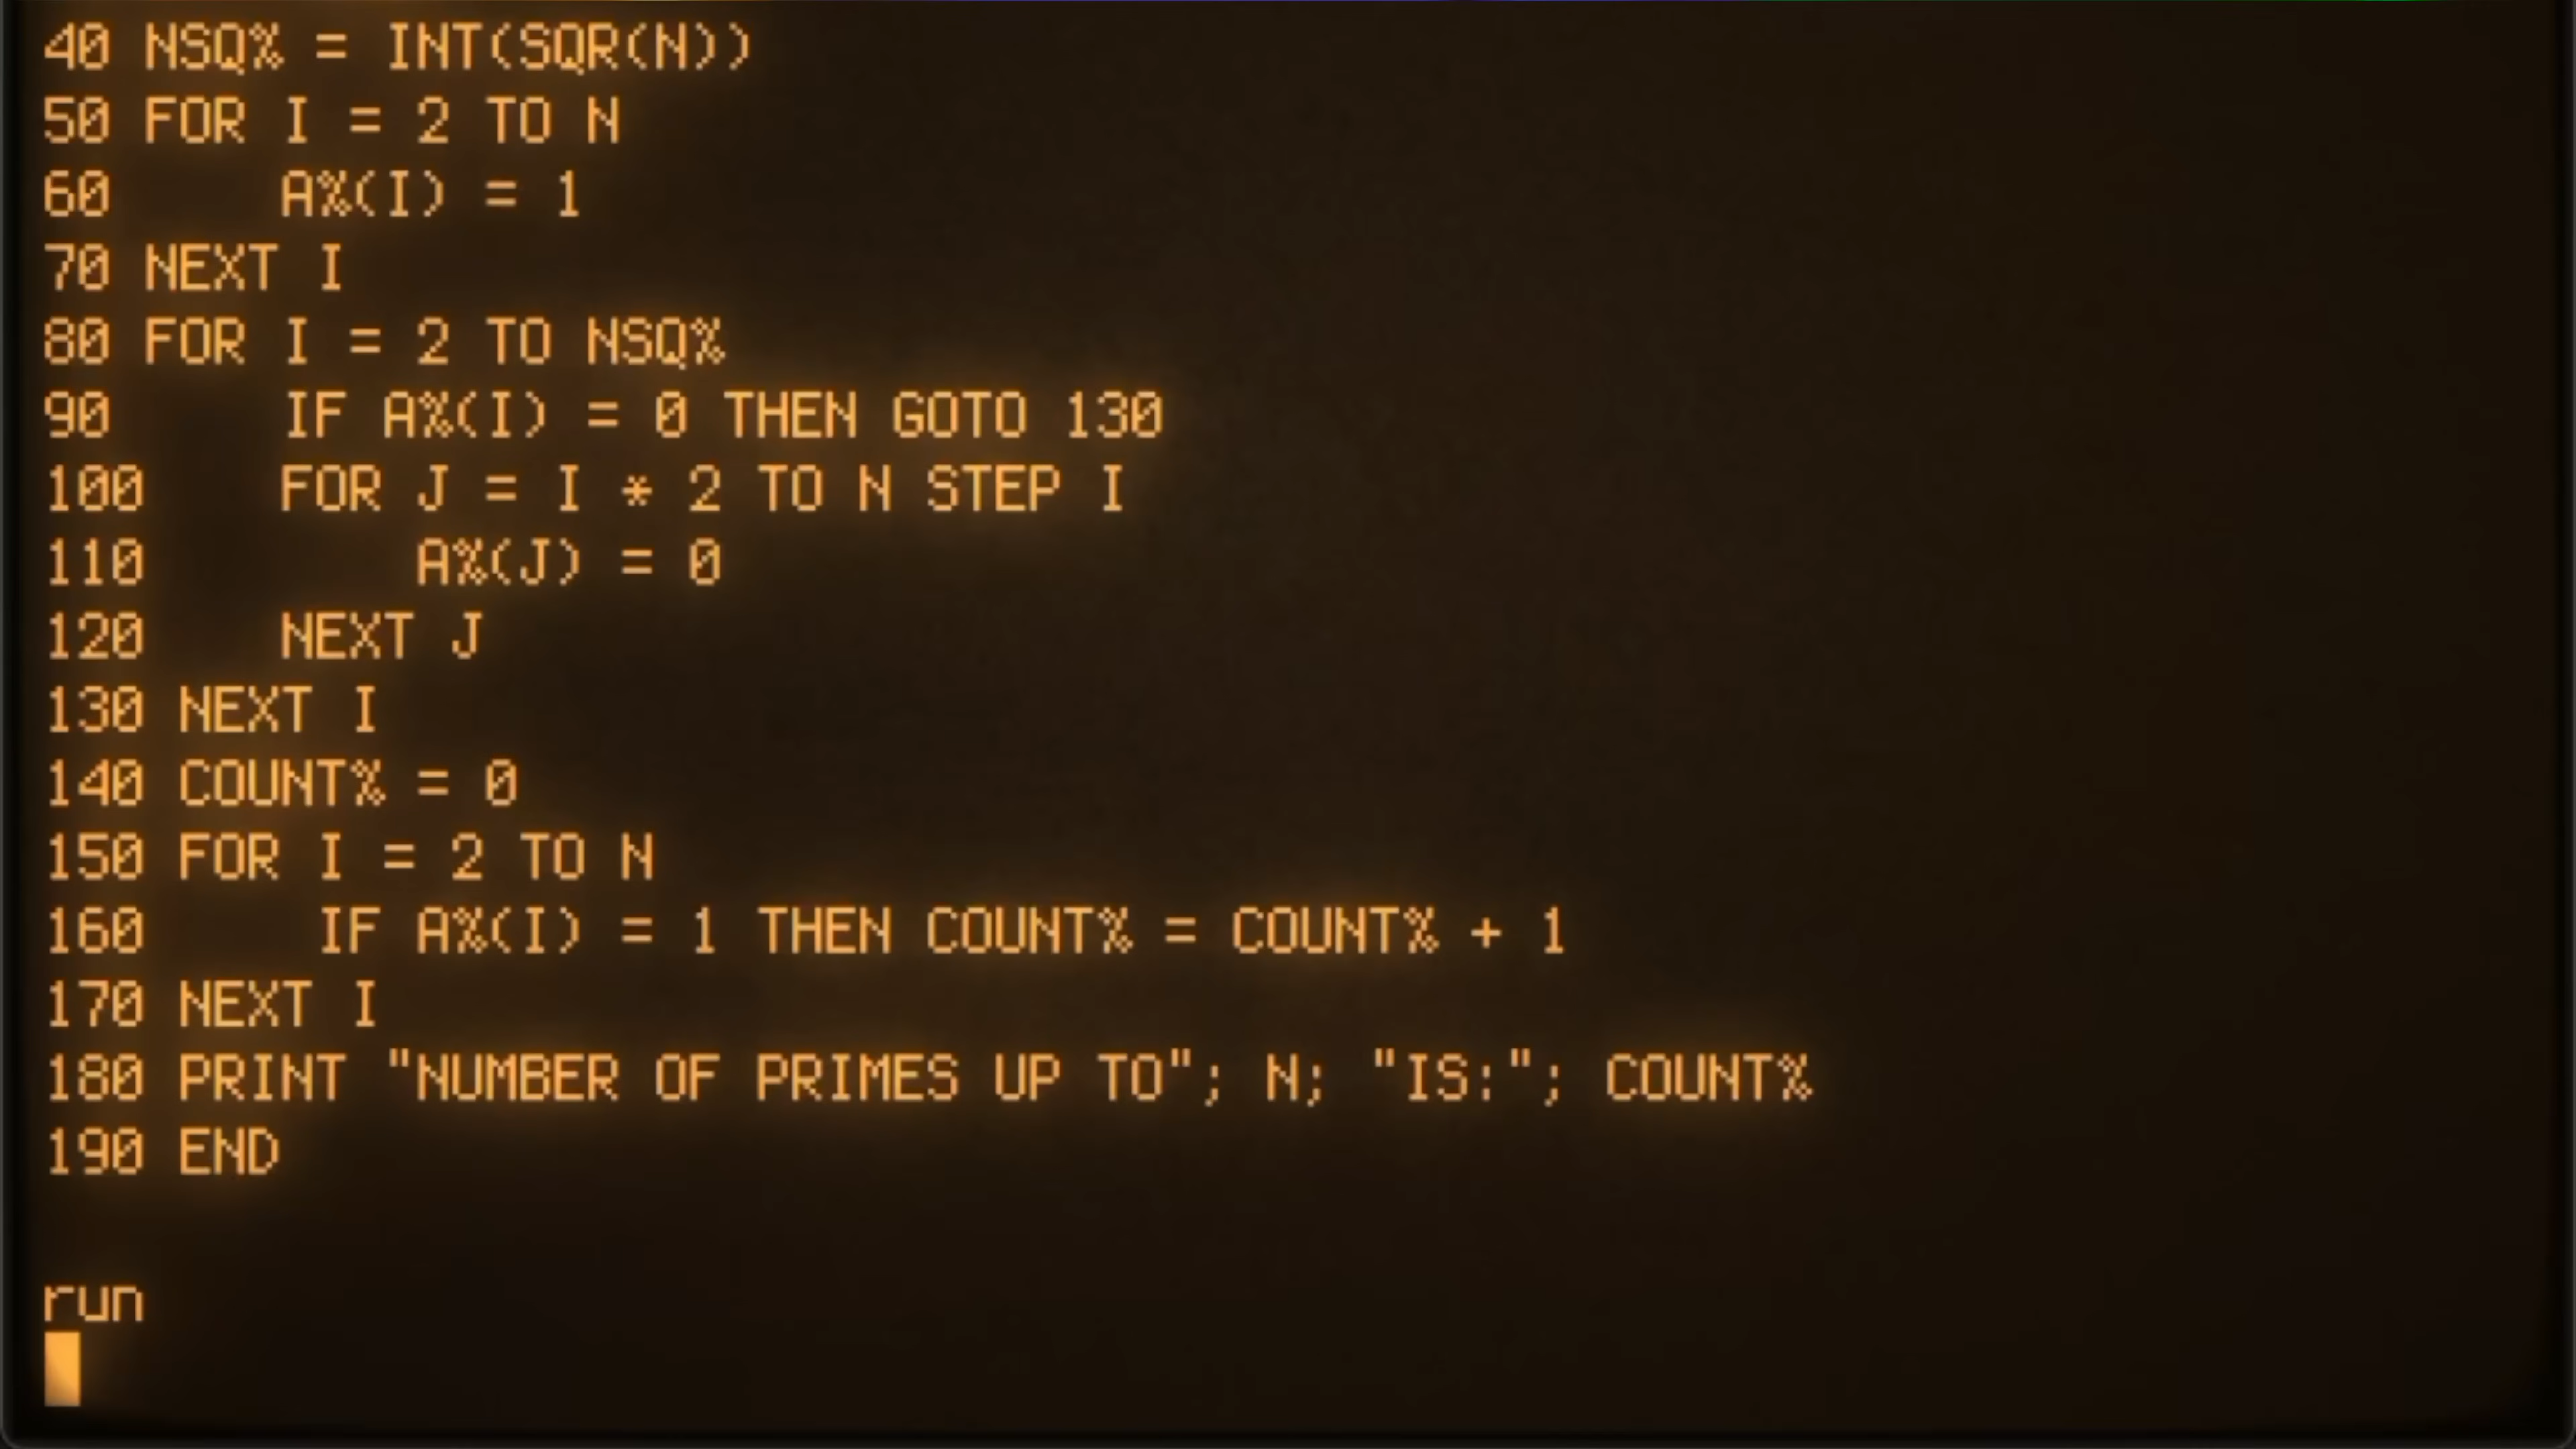 40 NSQ% = INT(SQR(N))
50 FOR I = 2 TO N
60     A%(I) = 1
70 NEXT I
80 FOR I = 2 TO NSQ%
90     IF A%(I) = 0 THEN GOTO 130
100    FOR J = I * 2 TO N STEP I
110        A%(J) = 0
120    NEXT J
130 NEXT I
140 COUNT% = 0
150 FOR I = 2 TO N
160     IF A%(I) = 1 THEN COUNT% = COUNT% + 1
170 NEXT I
180 PRINT "NUMBER OF PRIMES UP TO"; N; "IS:"; COUNT%
190 END
run